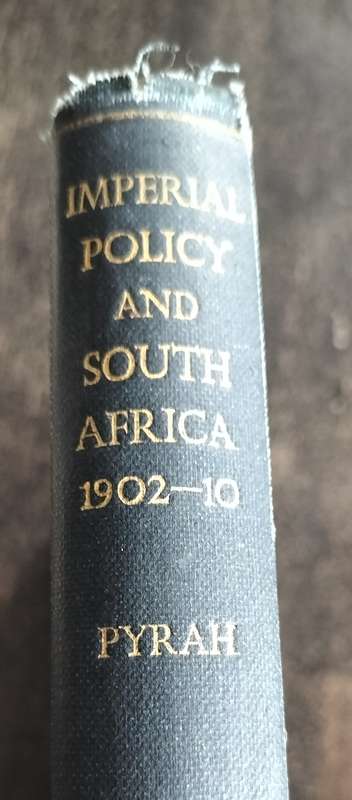 IMPERIAL
POLICY
AND
SOUTH
AFRICA
1902–10
PYRAH